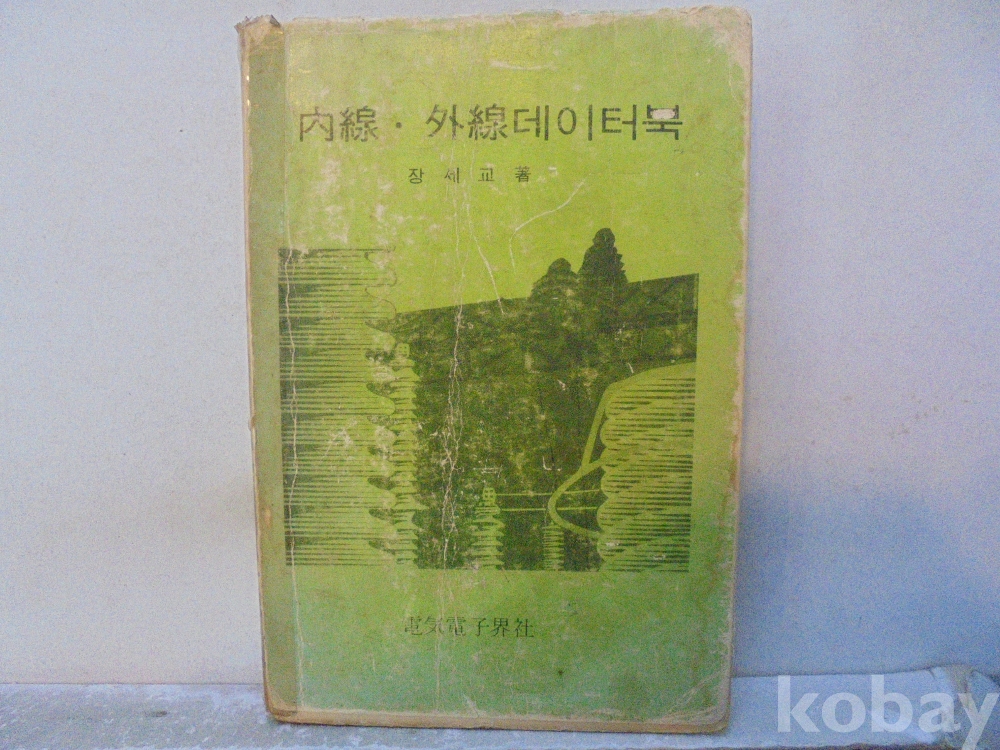 內線・外線데이터북
장세교 著
電気電子界社
kobay